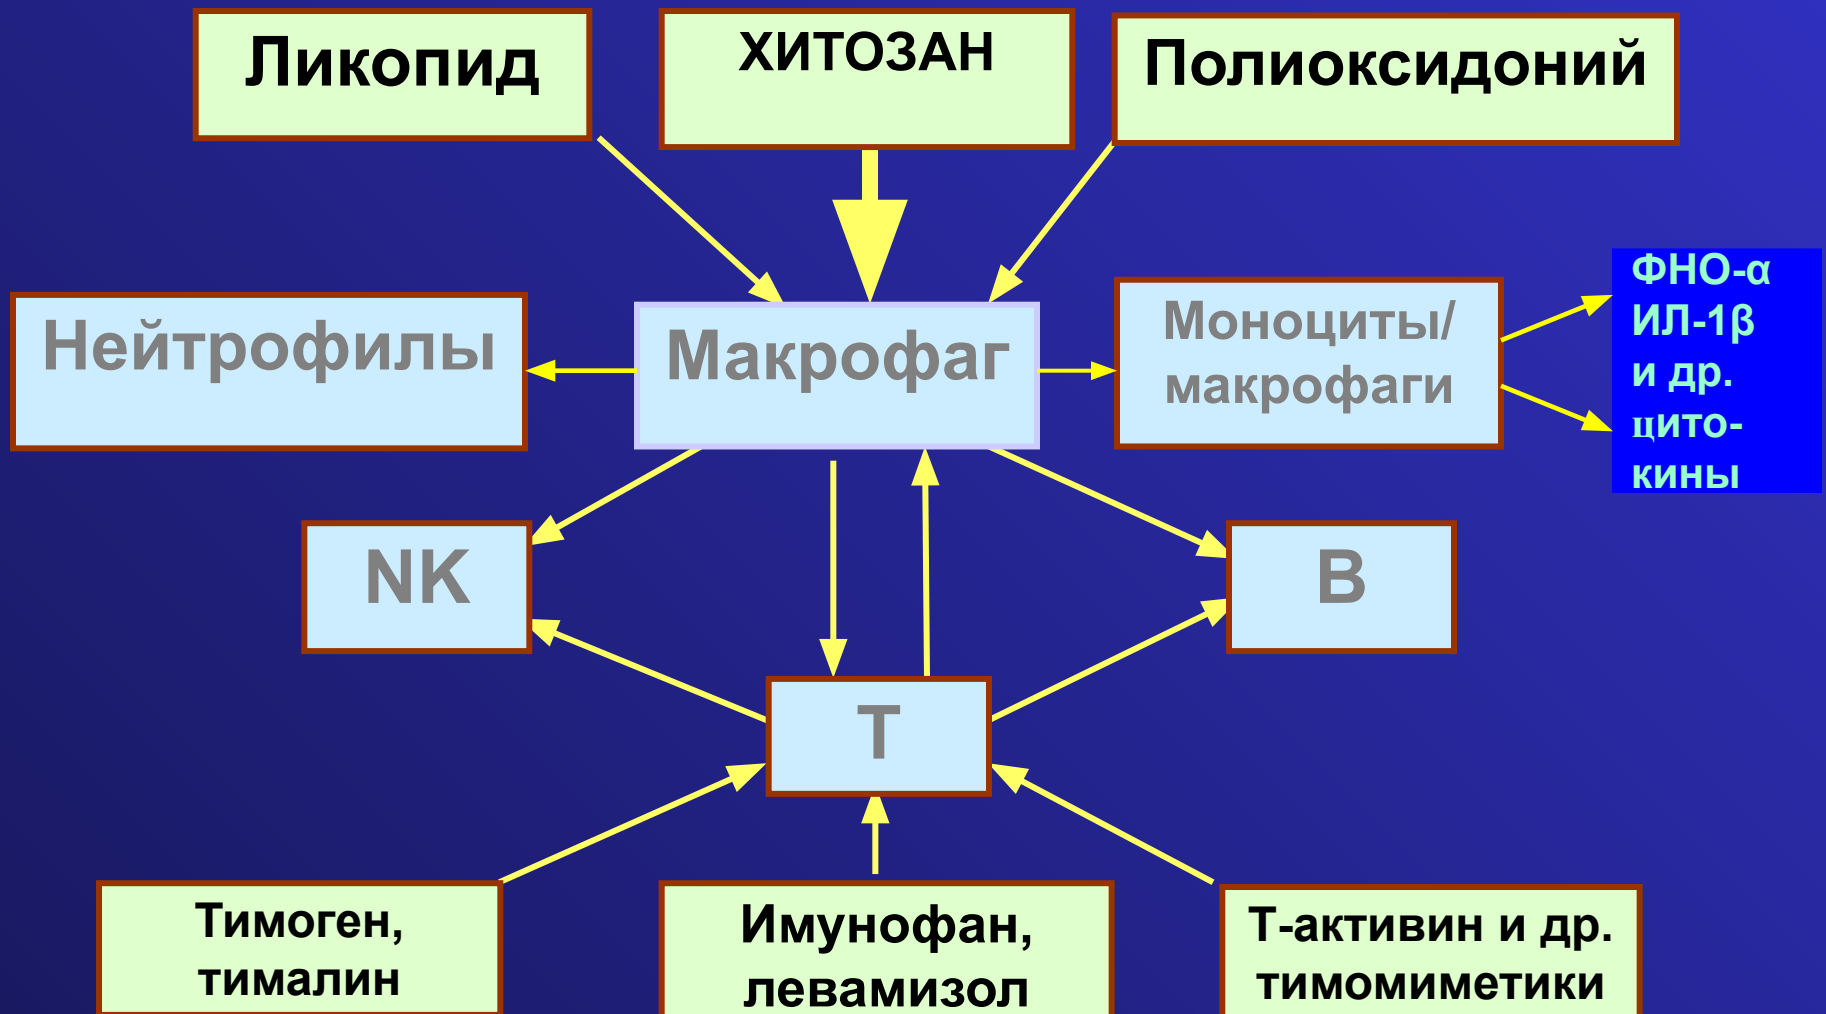 Ликопид
ХИТОЗАН
Полиоксидоний
Нейтрофилы
Макрофаг
Моноциты/
макрофаги
ФНО-α
ИЛ-1β
и др.
цито-
кины
NK
В
Т
Тимоген,
тималин
Имунофан,
левамизол
Т-активин и др.
тимомиметики